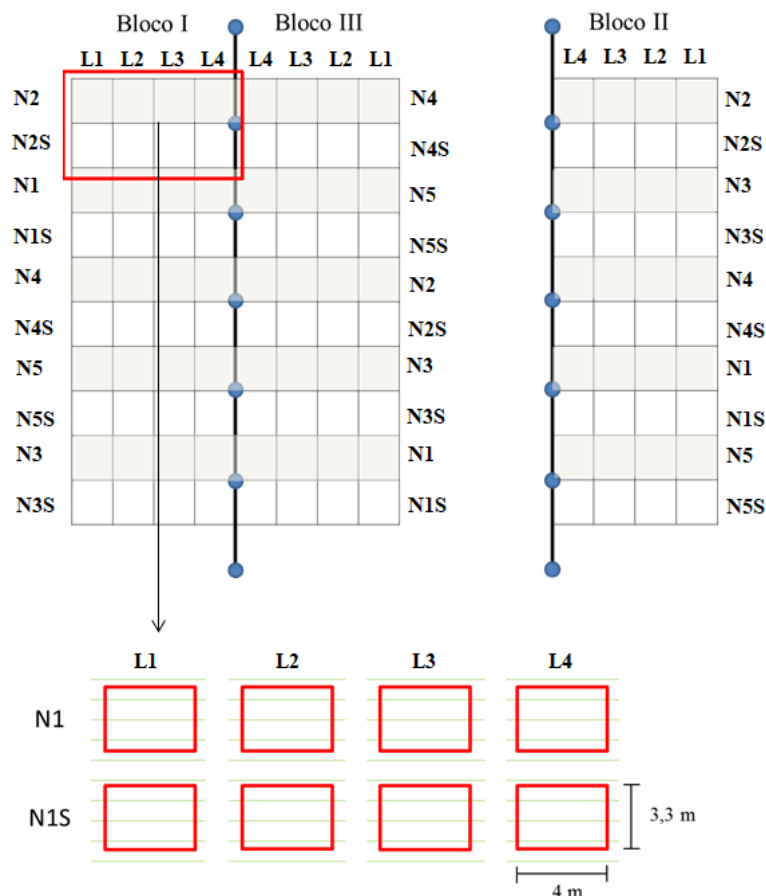 Bloco I Bloco III Bloco II
L1 L2 L3 L4 L4 L3 L2 L1 L4 L3 L2 L1
N2 N4 N2
N2S N4S N2S
N1 N5 N3
N1S N5S N3S
N4 N2 N4
N4S N2S N4S
N5 N3 N1
N5S N3S N1S
N3 N1 N5
N3S N1S N5S
L1 L2 L3 L4
N1
N1S
3,3 m
4 m